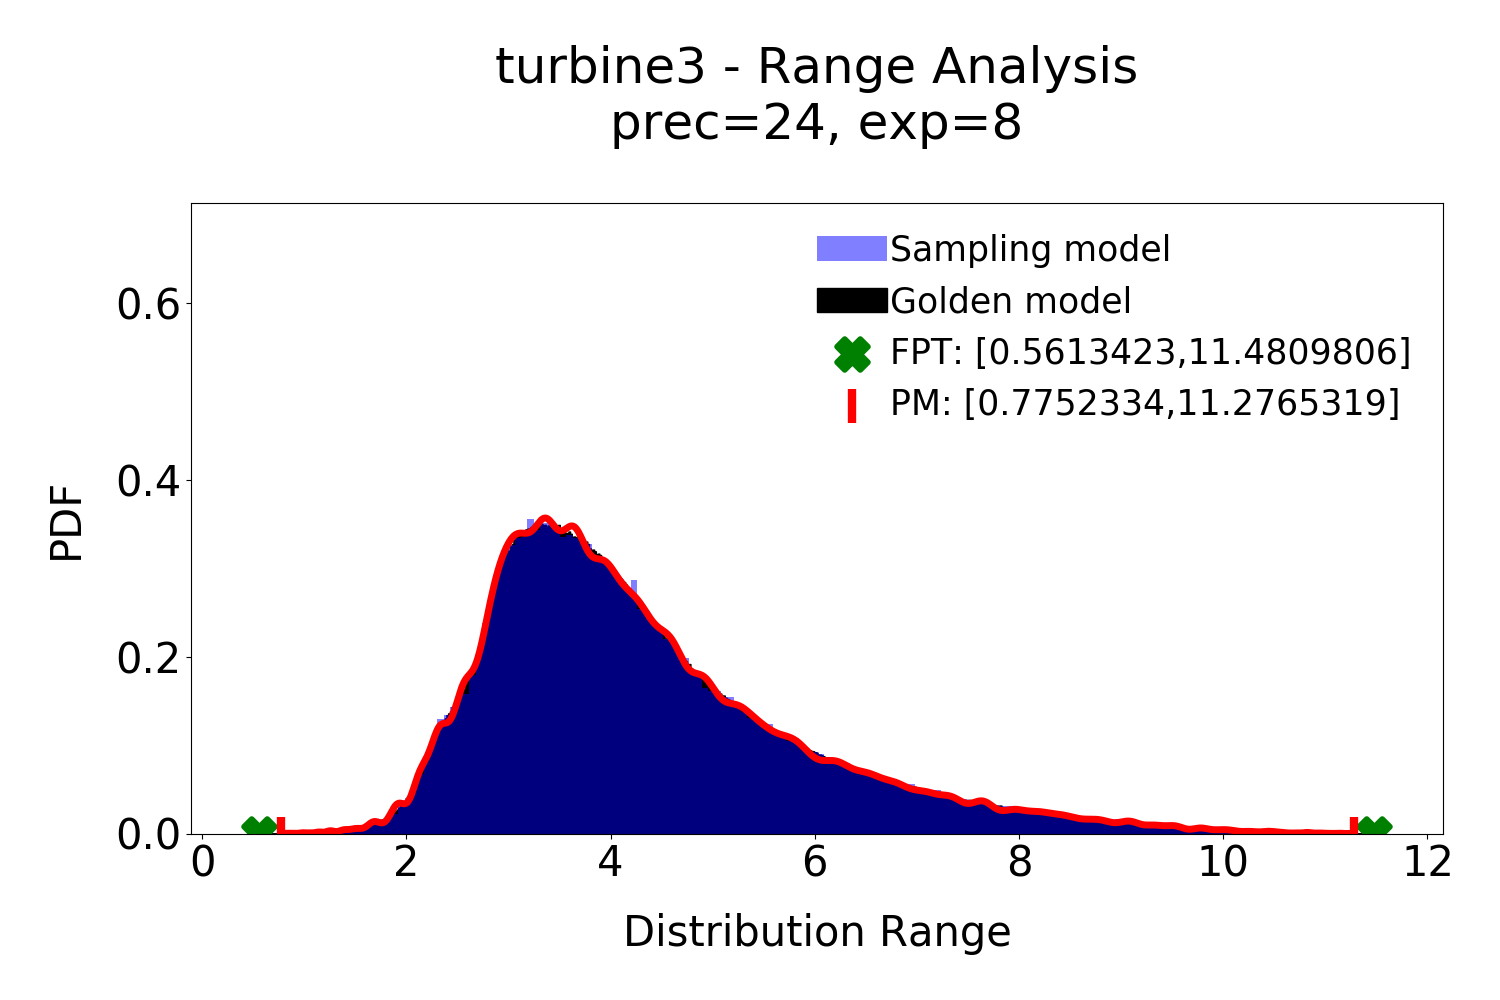 turbine3 - Range Analysis
prec=24, exp=8
Sampling model
Golden model
FPT: [0.5613423,11.4809806]
PM: [0.7752334,11.2765319]
PDF
0.6
0.4
0.2
0.0
0 2 4 6 8 10 12
Distribution Range